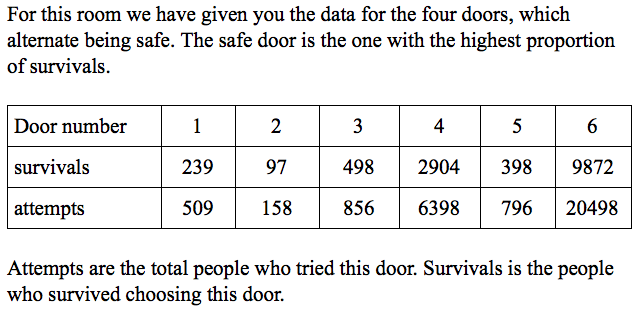 For this room we have given you the data for the four doors, which
alternate being safe. The safe door is the one with the highest proportion
of survivals.
Door number 1 2 3 4 5 6
survivals 239 97 498 2904 398 9872
attempts 509 158 856 6398 796 20498
Attempts are the total people who tried this door. Survivals is the people
who survived choosing this door.